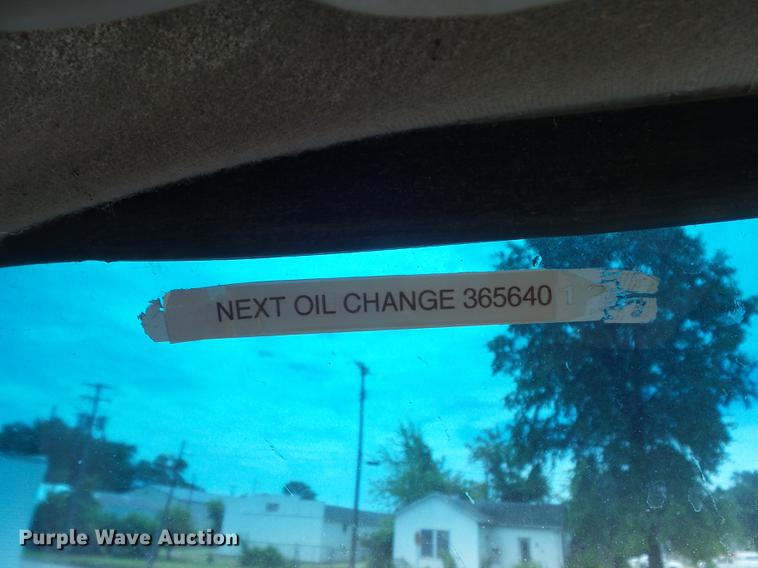 NEXT OIL CHANGE 365640
Purple Wave Auction